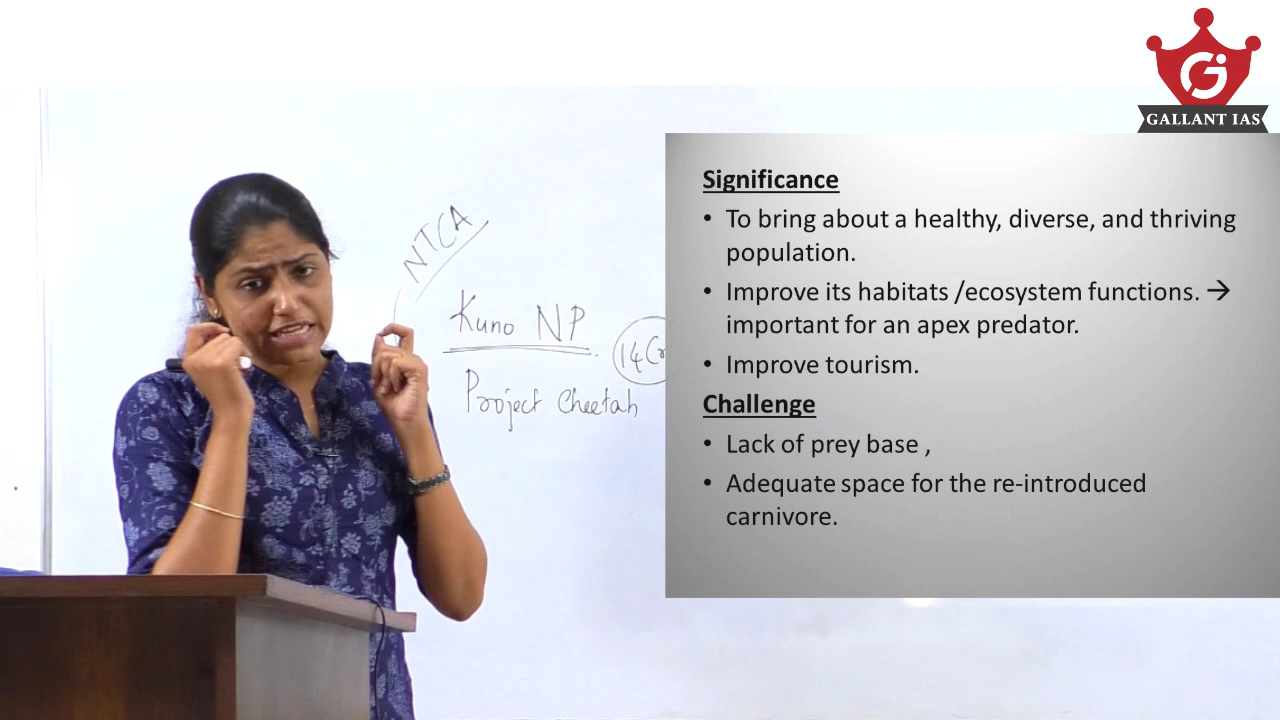 GALLANT IAS
NTCA
Kuno NP
14 Cr
Project Cheetah
Significance
• To bring about a healthy, diverse, and thriving
population.
• Improve its habitats /ecosystem functions. →
important for an apex predator.
• Improve tourism.
Challenge
• Lack of prey base ,
• Adequate space for the re-introduced
carnivore.